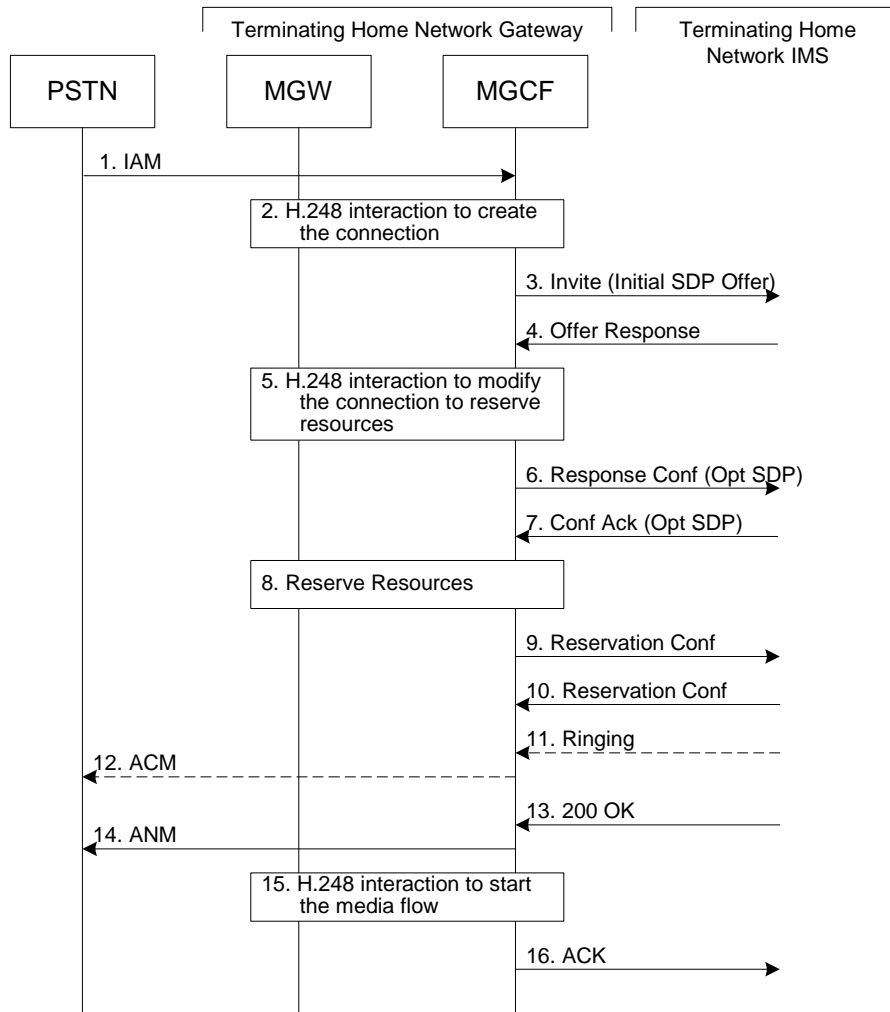 Terminating Home Network Gateway
Terminating Home
Network IMS
PSTN
MGW
MGCF
1. IAM
2. H.248 interaction to create
the connection
3. Invite (Initial SDP Offer)
4. Offer Response
5. H.248 interaction to modify
the connection to reserve
resources
6. Response Conf (Opt SDP)
7. Conf Ack (Opt SDP)
8. Reserve Resources
9. Reservation Conf
10. Reservation Conf
11. Ringing
12. ACM
13. 200 OK
14. ANM
15. H.248 interaction to start
the media flow
16. ACK